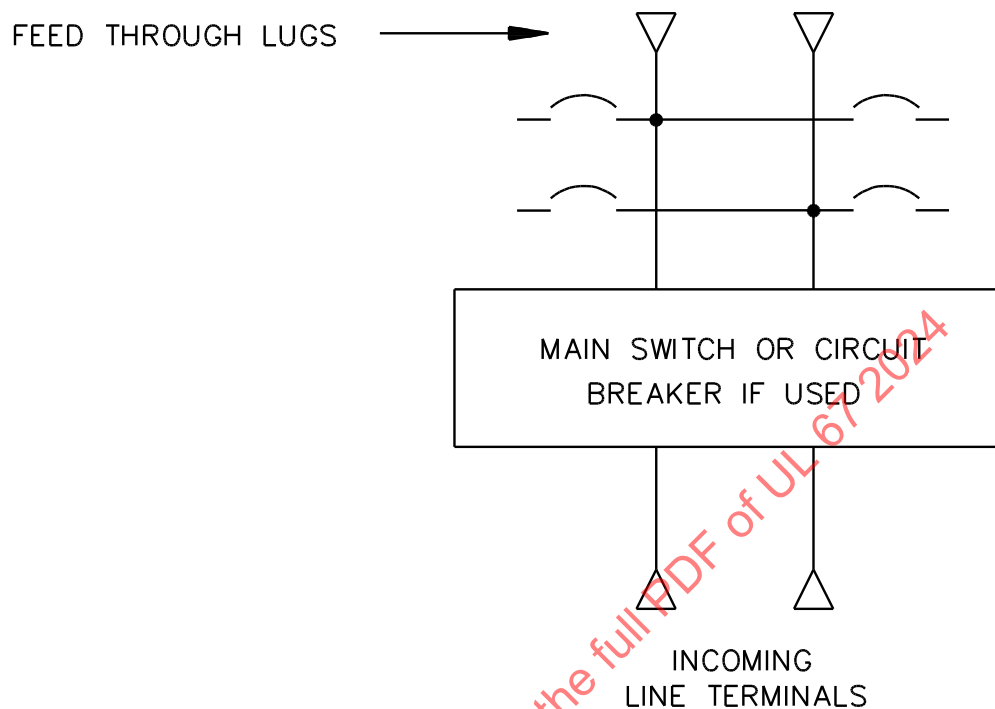 FEED THROUGH LUGS
MAIN SWITCH OR CIRCUIT
BREAKER IF USED
the full PDF of UL 67 2024
INCOMING
LINE TERMINALS